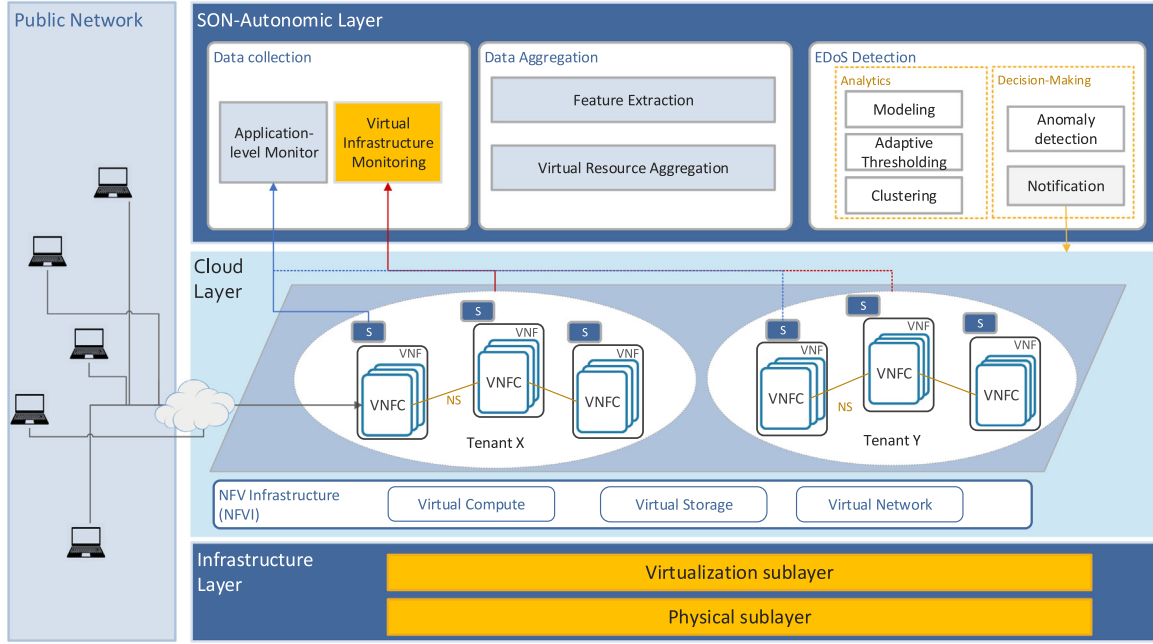 Public Network
SON-Autonomic Layer
Data collection
Application-
level Monitor
Virtual
Infrastructure
Monitoring
Data Aggregation
Feature Extraction
Virtual Resource Aggregation
EDoS Detection
Analytics
Modeling
Adaptive
Thresholding
Clustering
Decision-Making
Anomaly
detection
Notification
Cloud
Layer
S
VNF
VNFC
NS
S
VNF
VNFC
S
VNF
VNFC
Tenant X
S
VNF
VNFC
NS
S
VNF
VNFC
S
VNF
VNFC
Tenant Y
NFV Infrastructure
(NFVI)
Virtual Compute
Virtual Storage
Virtual Network
Infrastructure
Layer
Virtualization sublayer
Physical sublayer